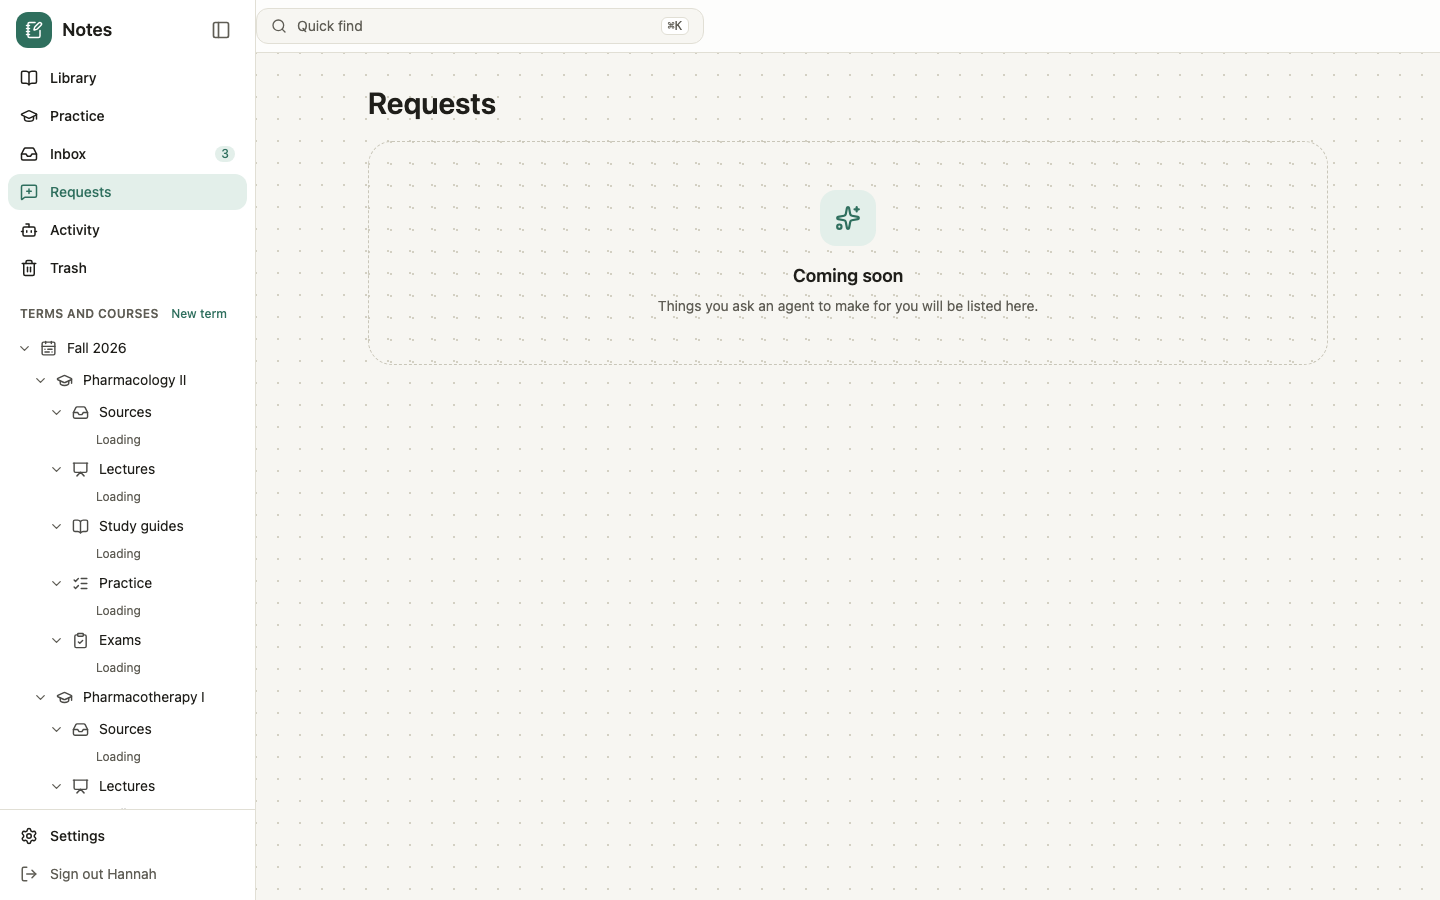 Notes
Quick find
⌘K
Library
Practice
Inbox
3
Requests
Activity
Trash
TERMS AND COURSES
New term
Fall 2026
Pharmacology II
Sources
Loading
Lectures
Loading
Study guides
Loading
Practice
Loading
Exams
Loading
Pharmacotherapy I
Sources
Loading
Lectures
Settings
Sign out Hannah
Requests
Coming soon
Things you ask an agent to make for you will be listed here.